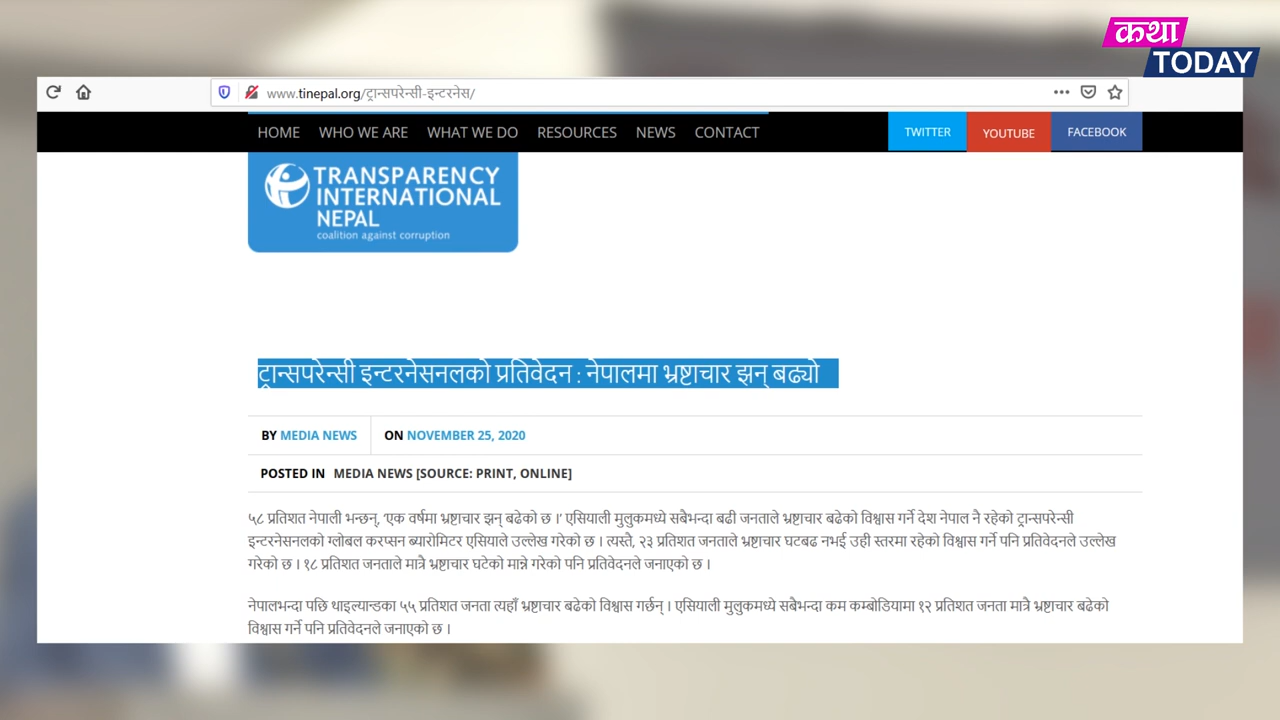 कथा
TODAY
www.tinepal.org/ट्रान्सपरेन्सी-इन्टरनेस/
HOME WHO WE ARE WHAT WE DO RESOURCES NEWS CONTACT TWITTER YOUTUBE FACEBOOK
TRANSPARENCY
INTERNATIONAL
NEPAL
coalition against corruption
ट्रान्सपरेन्सी इन्टरनेसनलको प्रतिवेदन : नेपालमा भ्रष्टाचार झन् बढ्यो
BY MEDIA NEWS ON NOVEMBER 25, 2020
POSTED IN MEDIA NEWS [SOURCE: PRINT, ONLINE]
५८ प्रतिशत नेपाली भन्छन्, ‘एक वर्षमा भ्रष्टाचार झन् बढेको छ ।’ एसियाली मुलुकमध्ये सबैभन्दा बढी जनताले भ्रष्टाचार बढेको विश्वास गर्ने देश नेपाल नै रहेको ट्रान्सपरेन्सी
इन्टरनेसनलको ग्लोबल करप्सन ब्यारोमिटर एसियाले उल्लेख गरेको छ । त्यस्तै, २३ प्रतिशत जनताले भ्रष्टाचार घटबढ नभई उही स्तरमा रहेको विश्वास गर्ने पनि प्रतिवेदनले उल्लेख
गरेको छ । १८ प्रतिशत जनताले मात्रै भ्रष्टाचार घटेको मान्ने गरेको पनि प्रतिवेदनले जनाएको छ ।
नेपालभन्दा पछि थाइल्यान्डका ५५ प्रतिशत जनता त्यहाँ भ्रष्टाचार बढेको विश्वास गर्छन् । एसियाली मुलुकमध्ये सबैभन्दा कम कम्बोडियामा १२ प्रतिशत जनता मात्रै भ्रष्टाचार बढेको
विश्वास गर्ने पनि प्रतिवेदनले जनाएको छ ।